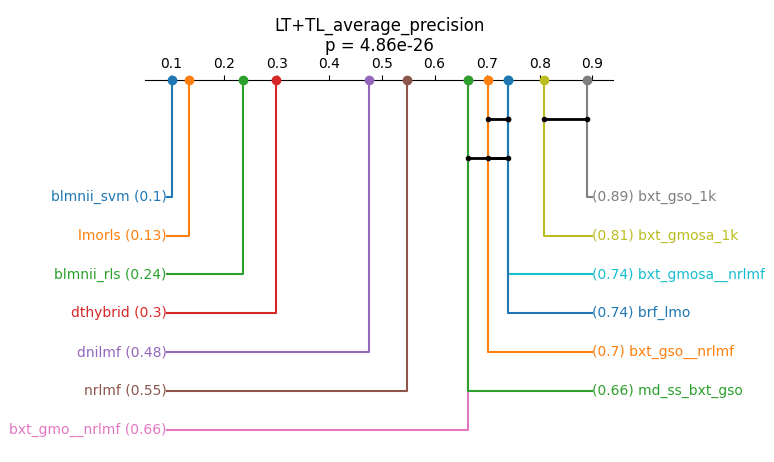 LT+TL_average_precision
p = 4.86e-26
0.1 0.2 0.3 0.4 0.5 0.6 0.7 0.8 0.9
blmnii_svm (0.1) (0.89) bxt_gso_1k
lmorls (0.13) (0.81) bxt_gmosa_1k
blmnii_rls (0.24) (0.74) bxt_gmosa__nrlmf
dthybrid (0.3) (0.74) brf_lmo
dnilmf (0.48) (0.7) bxt_gso__nrlmf
nrlmf (0.55) (0.66) md_ss_bxt_gso
bxt_gmo__nrlmf (0.66)